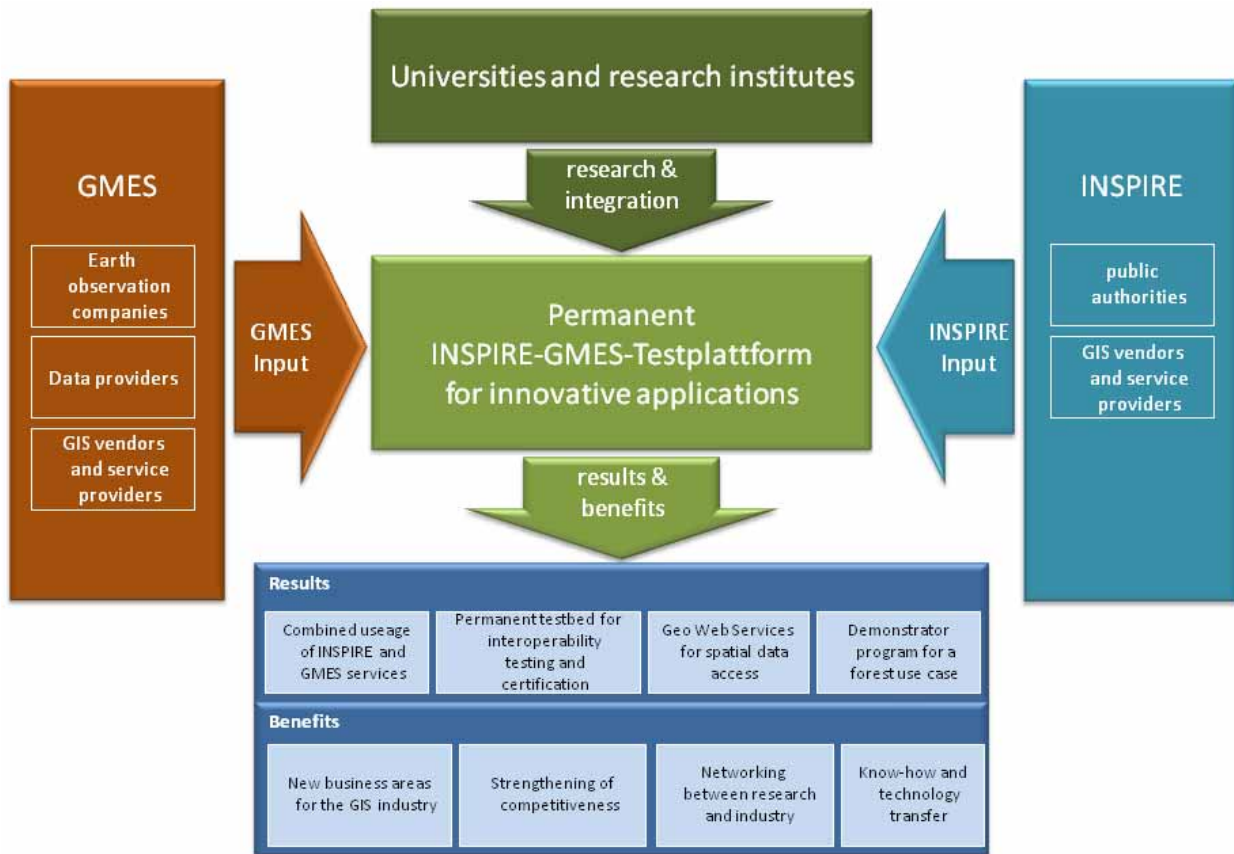 Universities and research institutes
research &
integration
GMES
Earth
observation
companies
Data providers
GIS vendors
and service
providers
GMES
Input
Permanent
INSPIRE-GMES-Testplattform
for innovative applications
INSPIRE
Input
INSPIRE
public
authorities
GIS vendors
and service
providers
results &
benefits
Results
Combined useage
of INSPIRE and
GMES services
Permanent testbed for
interoperability
testing and
certification
Geo Web Services
for spatial data
access
Demonstrator
program for a
forest use case
Benefits
New business areas
for the GIS industry
Strengthening of
competitiveness
Networking
between research
and industry
Know-how and
technology
transfer